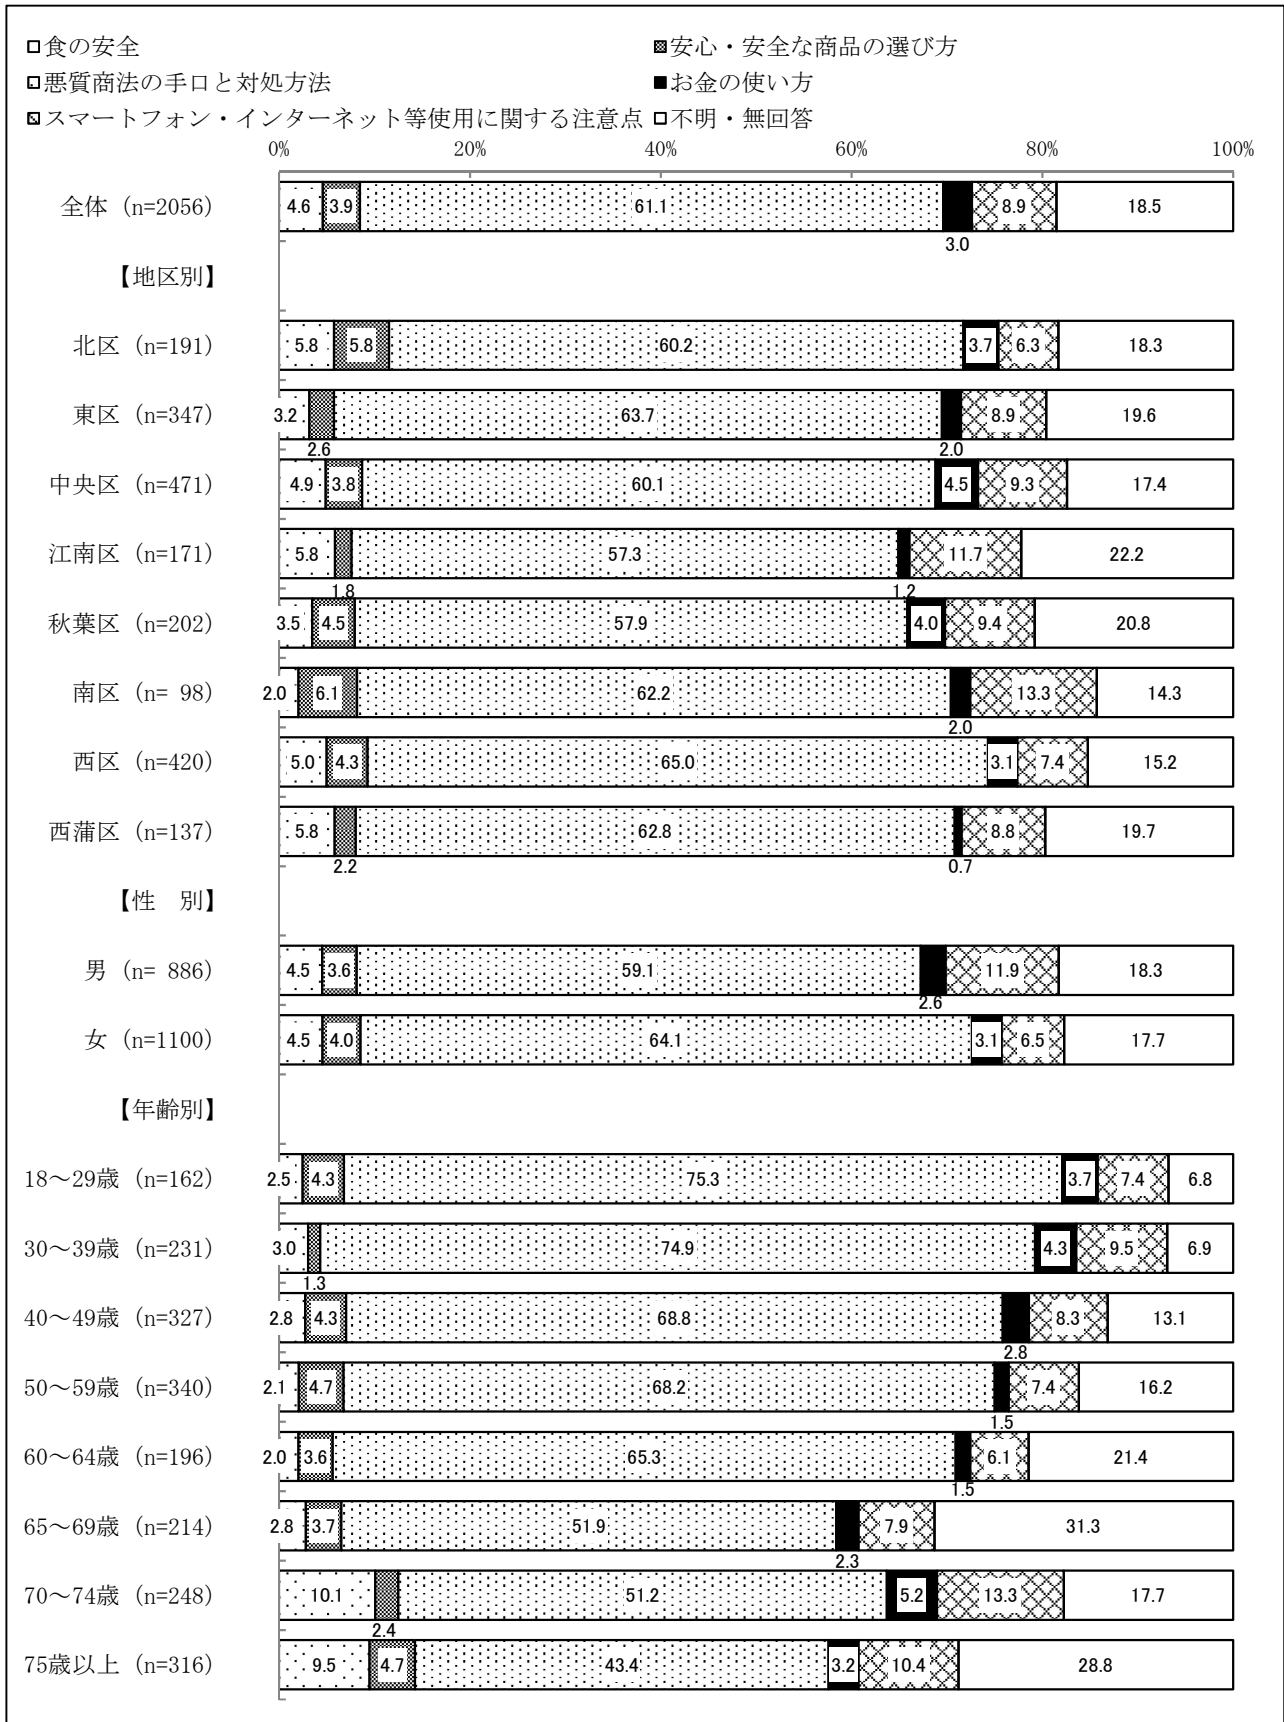 □食の安全 ▩安心・安全な商品の選び方
□悪質商法の手口と対処方法 ■お金の使い方
スマートフォン・インターネット等使用に関する注意点 □不明・無回答
0% 20% 40% 60% 80% 100%
全体 (n=2056) 4.6 3.9 61.1 8.9 18.5
3.0
【地区別】
北区 (n=191) 5.8 5.8 60.2 3.7 6.3 18.3
東区 (n=347) 3.2 63.7 8.9 19.6
2.6 2.0
中央区 (n=471) 4.9 3.8 60.1 4.5 9.3 17.4
江南区 (n=171) 5.8 57.3 11.7 22.2
1.8 1.2
秋葉区 (n=202) 3.5 4.5 57.9 4.0 9.4 20.8
南区 (n= 98) 2.0 6.1 62.2 13.3 14.3
2.0
西区 (n=420) 5.0 4.3 65.0 3.1 7.4 15.2
西蒲区 (n=137) 5.8 62.8 8.8 19.7
2.2 0.7
【性　別】
男 (n= 886) 4.5 3.6 59.1 11.9 18.3
2.6
女 (n=1100) 4.5 4.0 64.1 3.1 6.5 17.7
【年齢別】
18～29歳 (n=162) 2.5 4.3 75.3 3.7 7.4 6.8
30～39歳 (n=231) 3.0 74.9 4.3 9.5 6.9
1.3
40～49歳 (n=327) 2.8 4.3 68.8 8.3 13.1
2.8
50～59歳 (n=340) 2.1 4.7 68.2 7.4 16.2
1.5
60～64歳 (n=196) 2.0 3.6 65.3 6.1 21.4
1.5
65～69歳 (n=214) 2.8 3.7 51.9 7.9 31.3
2.3
70～74歳 (n=248) 10.1 51.2 5.2 13.3 17.7
2.4
75歳以上 (n=316) 9.5 4.7 43.4 3.2 10.4 28.8